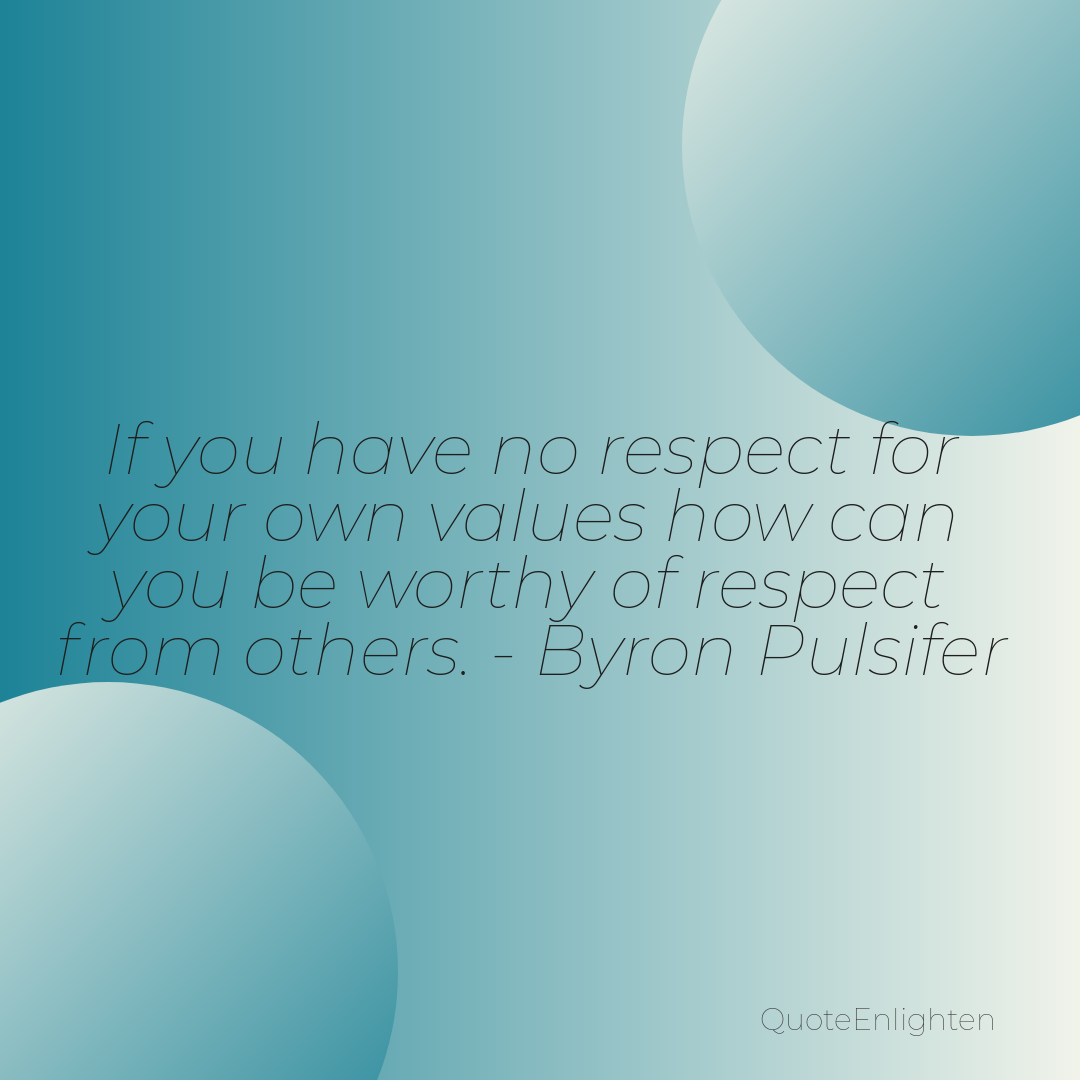 If you have no respect for
your own values how can
you be worthy of respect
from others. - Byron Pulsifer
QuoteEnlighten